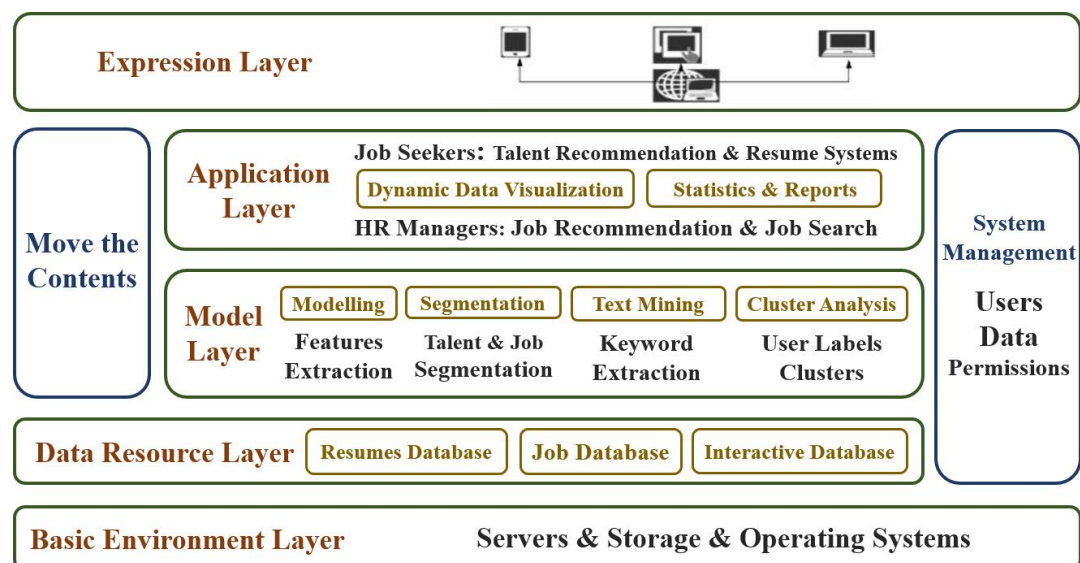 Expression Layer
Move the
Contents
Application
Layer
Job Seekers: Talent Recommendation & Resume Systems
Dynamic Data Visualization
Statistics & Reports
HR Managers: Job Recommendation & Job Search
Model
Layer
Modelling
Features
Extraction
Segmentation
Talent & Job
Segmentation
Text Mining
Keyword
Extraction
Cluster Analysis
User Labels
Clusters
System
Management
Users
Data
Permissions
Data Resource Layer
Resumes Database
Job Database
Interactive Database
Basic Environment Layer
Servers & Storage & Operating Systems